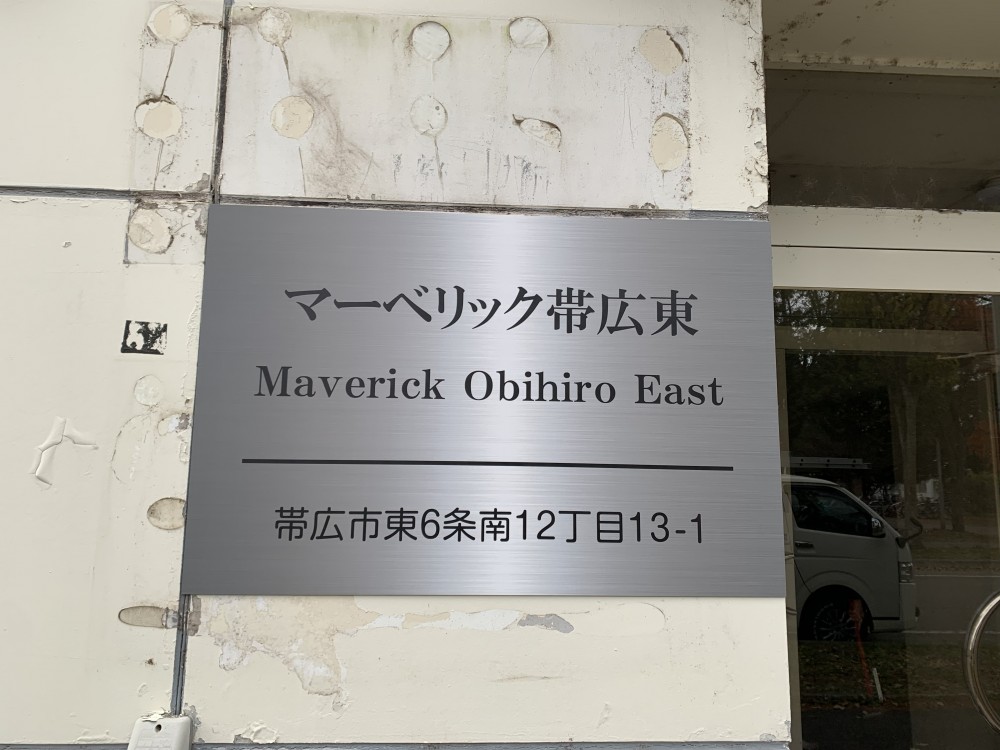 マーベリック帯広東
Maverick Obihiro East
帯広市東6条南12丁目13-1